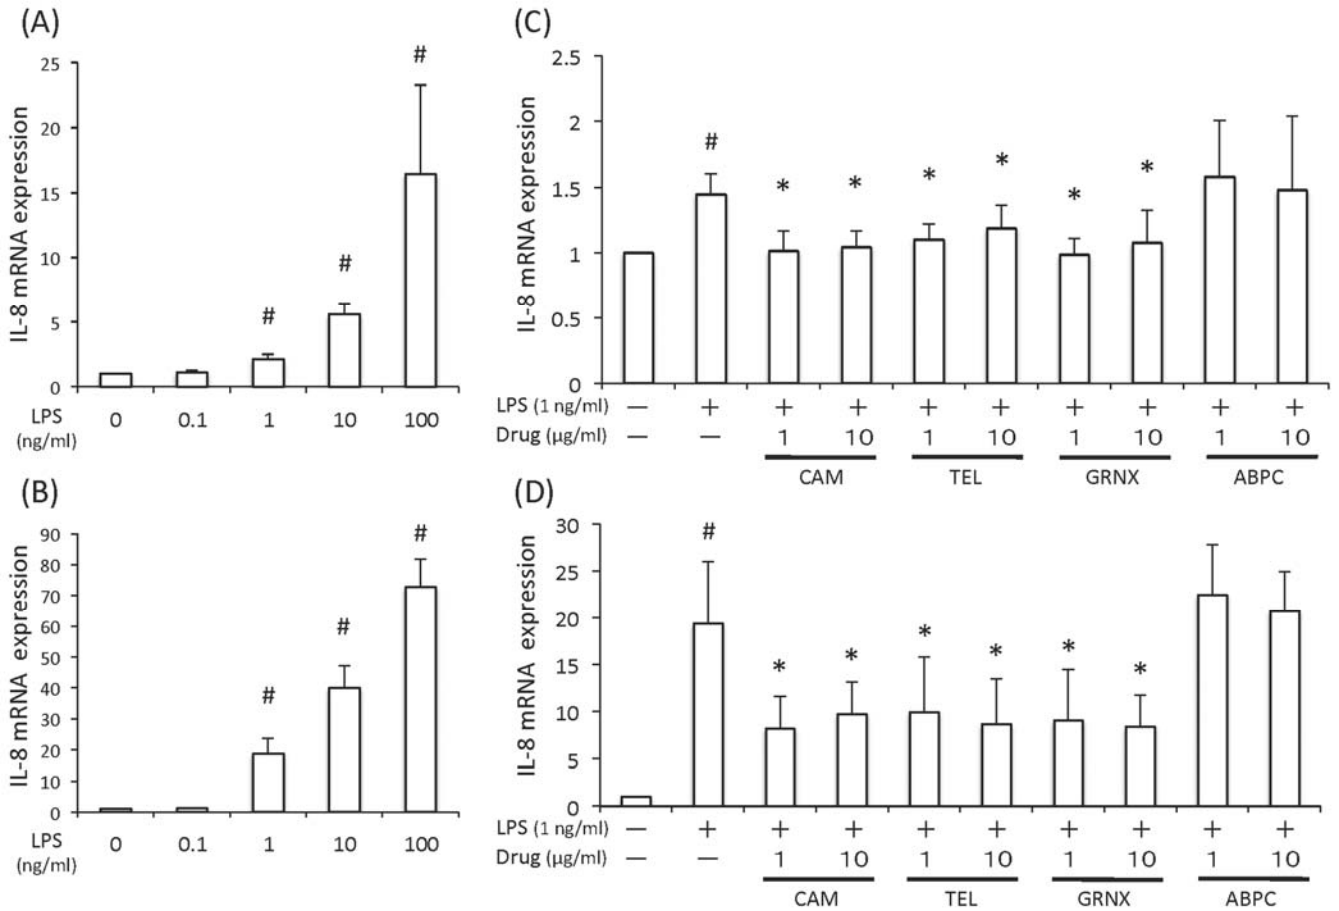 (A)
IL-8 mRNA expression
25
20
15
10
5
0
#
#
#
0 0.1 1 10 100
LPS
(ng/ml)
(C)
IL-8 mRNA expression
2.5
2
1.5
1
0.5
0
#
* * * * * *
LPS (1 ng/ml) — + + + + + + + + +
Drug (μg/ml) — — 1 10 1 10 1 10 1 10
CAM TEL GRNX ABPC
(B)
IL-8 mRNA expression
90
80
70
60
50
40
30
20
10
0
#
#
#
0 0.1 1 10 100
LPS
(ng/ml)
(D)
IL-8 mRNA expression
30
25
20
15
10
5
0
#
* * * * * *
LPS (1 ng/ml) — + + + + + + + + +
Drug (μg/ml) — — 1 10 1 10 1 10 1 10
CAM TEL GRNX ABPC